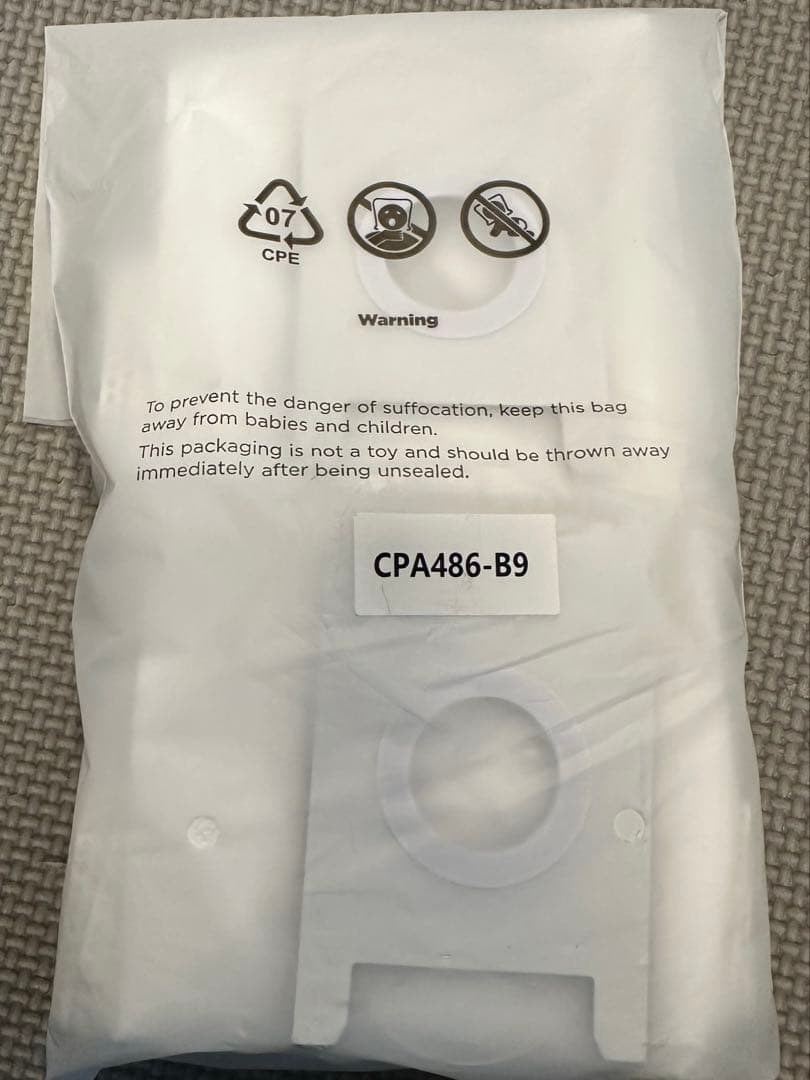 07
CPE
Warning
To prevent the danger of suffocation, keep this bag
away from babies and children.
This packaging is not a toy and should be thrown away
immediately after being unsealed.
CPA486-B9